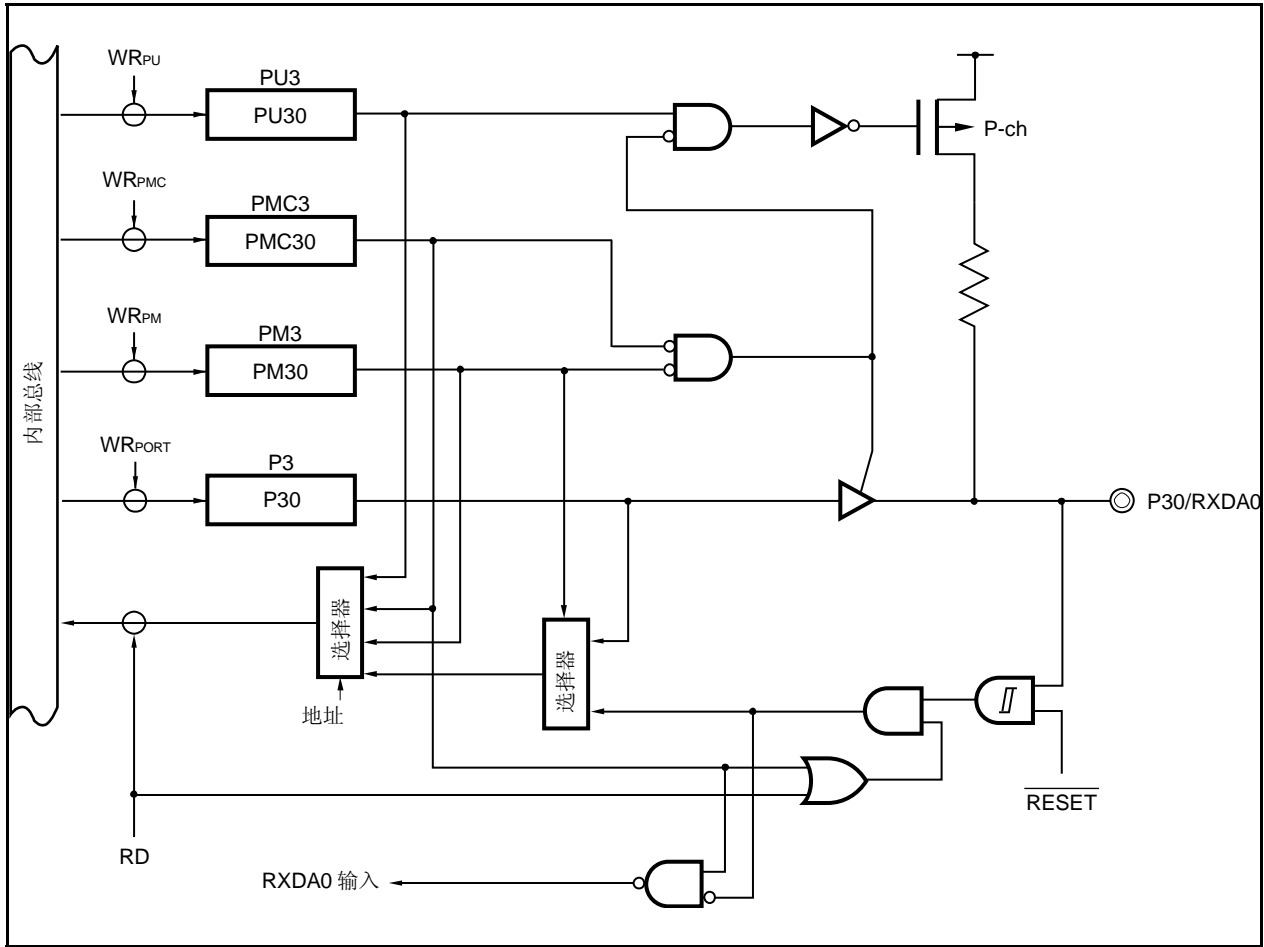 WRPU
PU3
PU30
P-ch
WRPMC
PMC3
PMC30
WRPM
PM3
PM30
内部总线
WRPORT
P3
P30
P30/RXDA0
选择器
选择器
地址
RESET
RD
RXDA0 输入